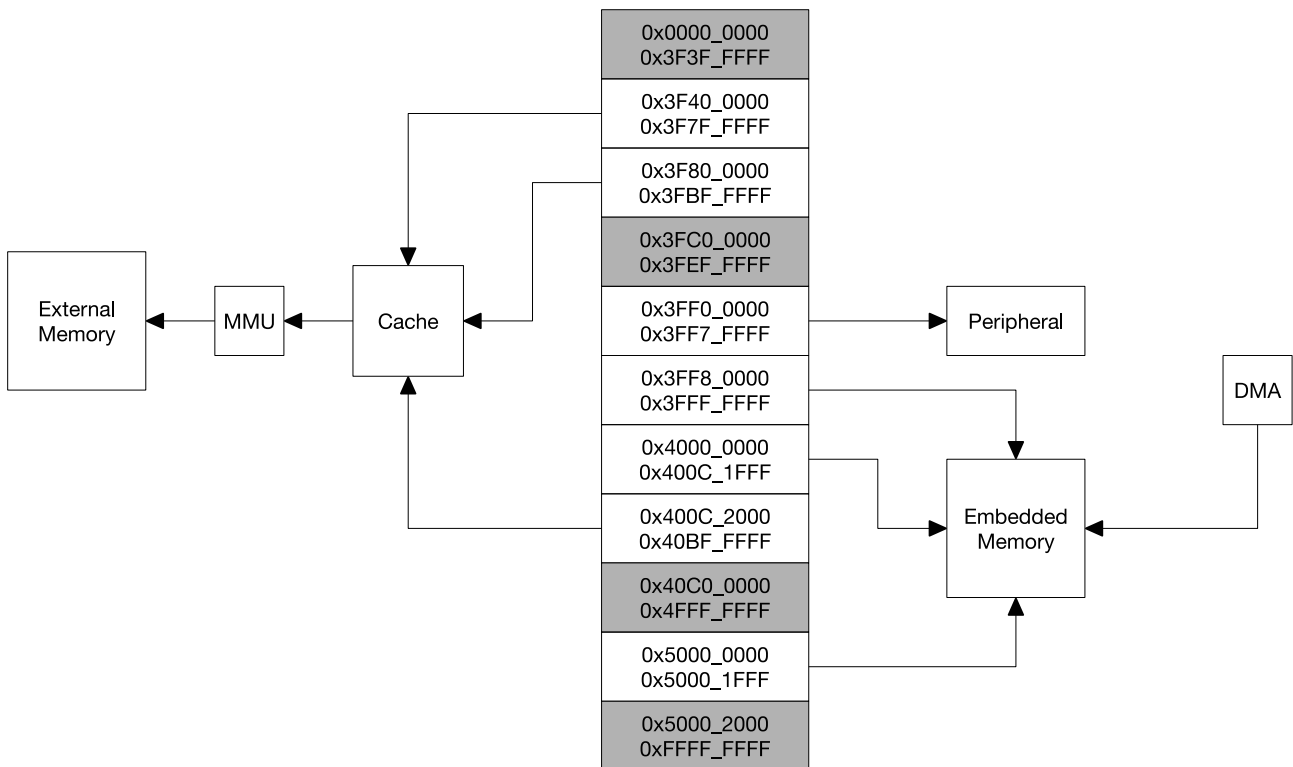 0x0000_0000
0x3F3F_FFFF
0x3F40_0000
0x3F7F_FFFF
0x3F80_0000
0x3FBF_FFFF
0x3FC0_0000
0x3FEF_FFFF
External
Memory
MMU
Cache
0x3FF0_0000
0x3FF7_FFFF
Peripheral
0x3FF8_0000
0x3FFF_FFFF
DMA
0x4000_0000
0x400C_1FFF
0x400C_2000
0x40BF_FFFF
Embedded
Memory
0x40C0_0000
0x4FFF_FFFF
0x5000_0000
0x5000_1FFF
0x5000_2000
0xFFFF_FFFF